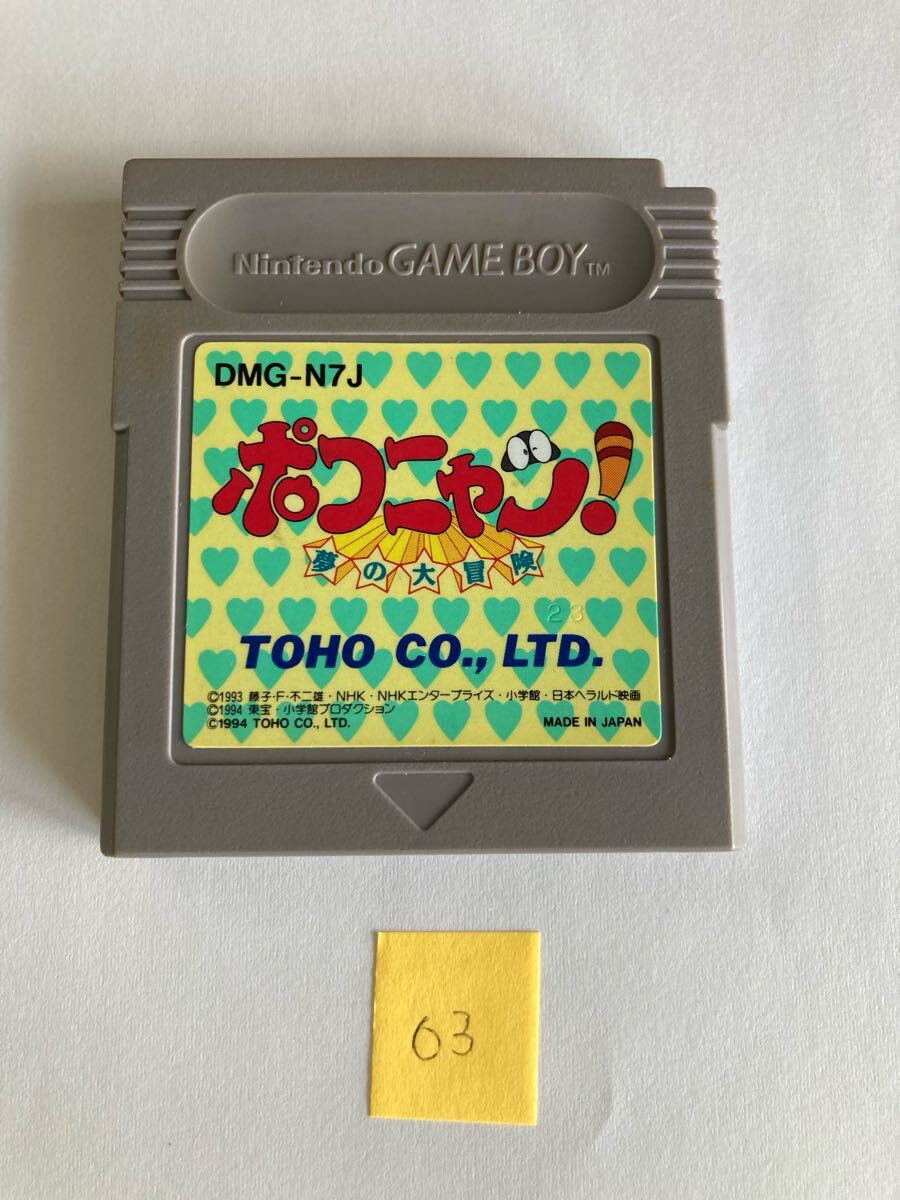 Nintendo GAME BOY™
DMG-N7J
ポコニャン!
夢の大冒険
23
TOHO CO., LTD.
©1993 藤子・F・不二雄・NHK・NHKエンタープライズ・小学館・日本ヘラルド映画
©1994 東宝・小学館プロダクション
©1994 TOHO CO., LTD. MADE IN JAPAN
63